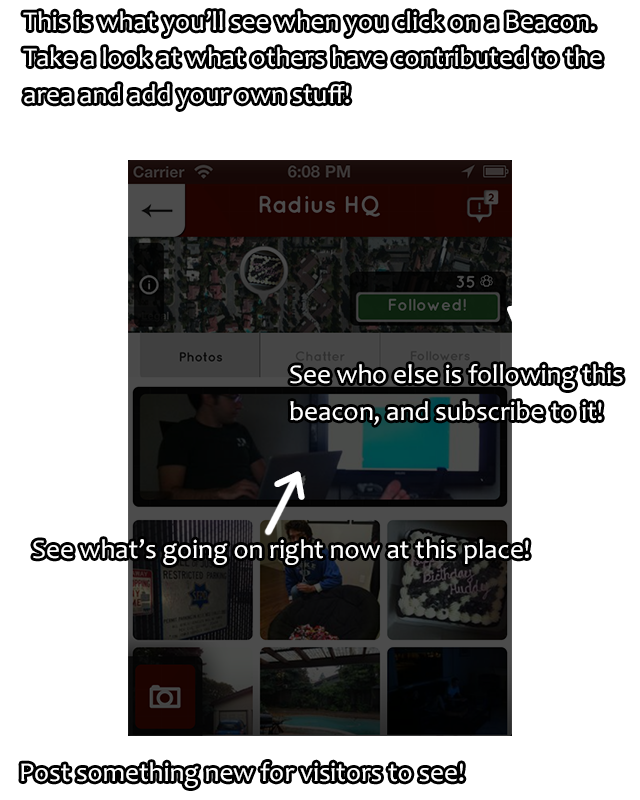 This is what you'll see when you click on a Beacon.
Take a look at what others have contributed to the
area and add your own stuff!
Carrier 6:08 PM
Radius HQ
2
35
Followed!
Photos Chatter Followers
See who else is following this
beacon, and subscribe to it!
See what's going on right now at this place!
RESTRICTED PARKING
Birthday
Post something new for visitors to see!